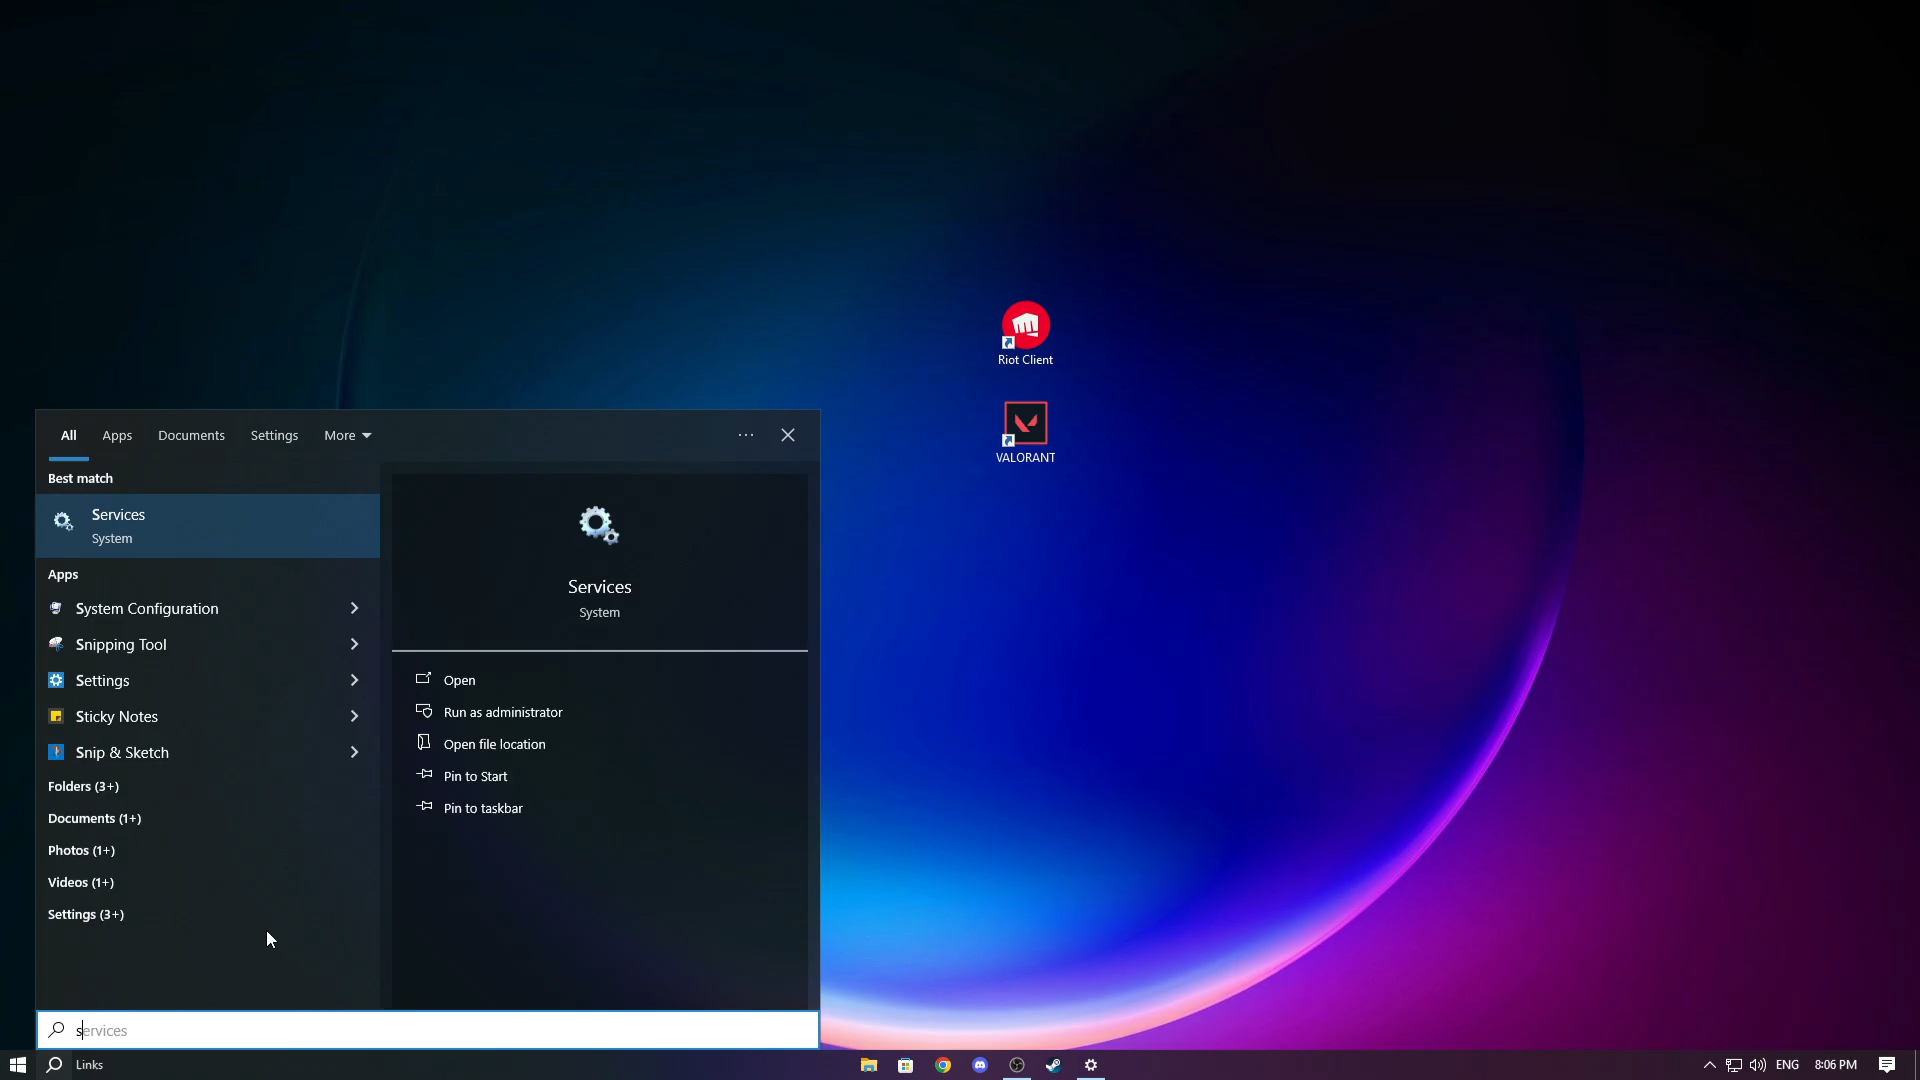 Riot Client
VALORANT
All
Apps
Documents
Settings
More
Best match
Services
System
Apps
System Configuration
Snipping Tool
Settings
Sticky Notes
Snip & Sketch
Folders (3+)
Documents (1+)
Photos (1+)
Videos (1+)
Settings (3+)
Services
System
Open
Run as administrator
Open file location
Pin to Start
Pin to taskbar
services
Links
ENG
8:06 PM